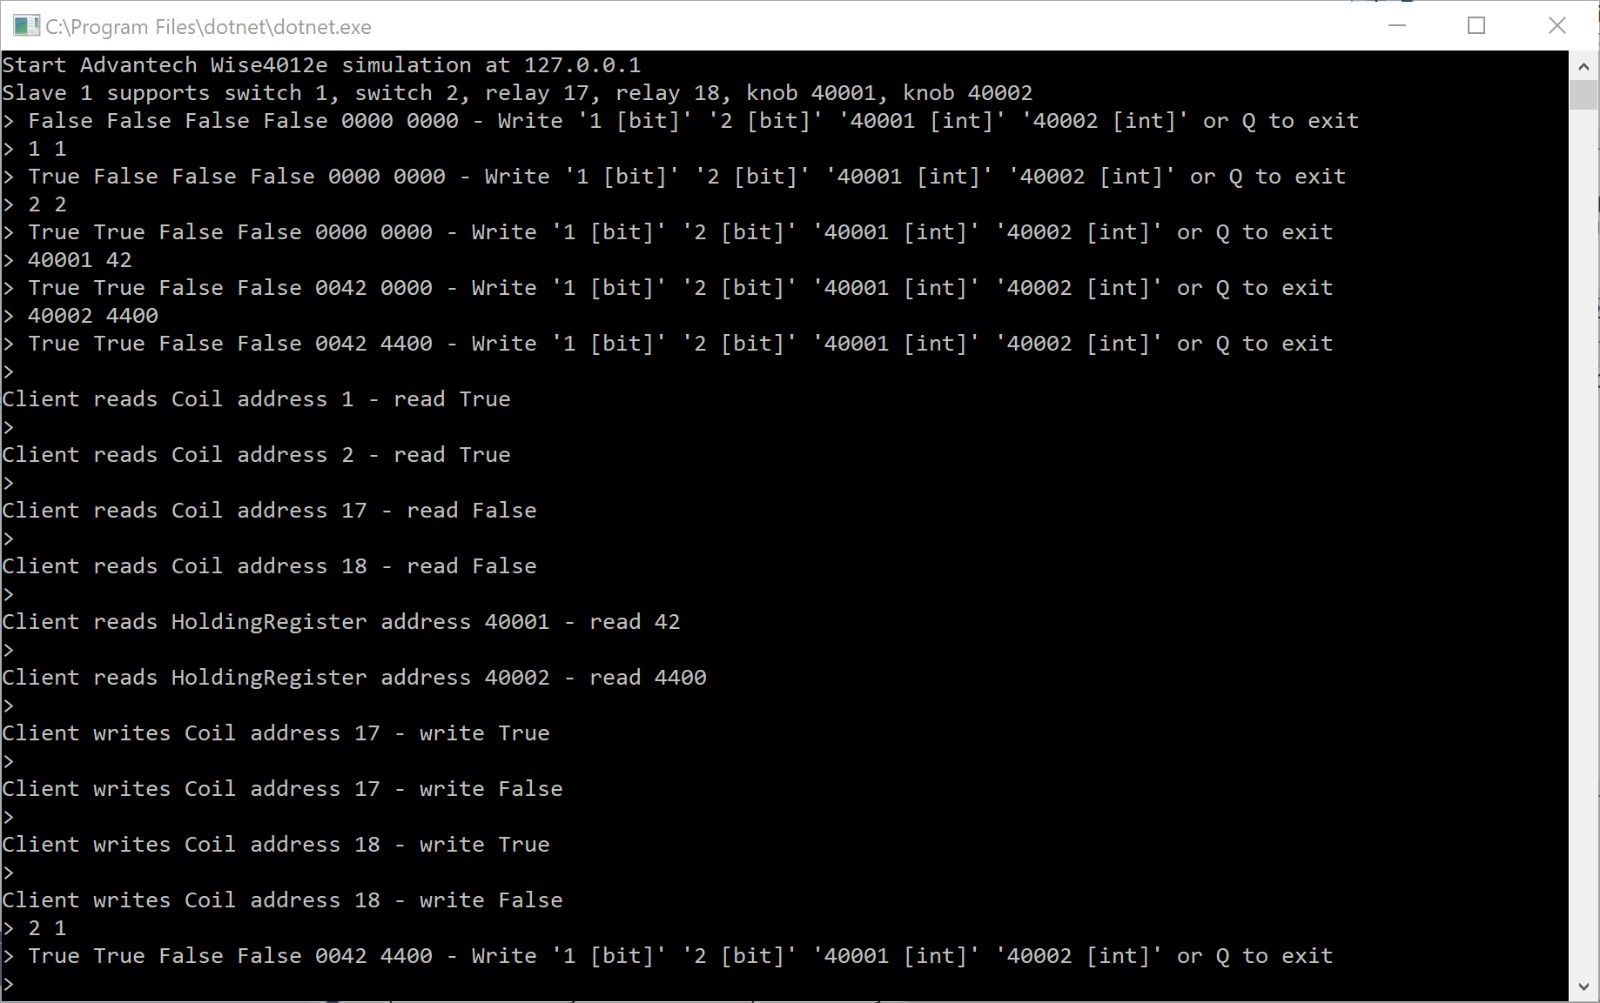 C:\Program Files\dotnet\dotnet.exe
Start Advantech Wise4012e simulation at 127.0.0.1
Slave 1 supports switch 1, switch 2, relay 17, relay 18, knob 40001, knob 40002
> False False False False 0000 0000 - Write '1 [bit]' '2 [bit]' '40001 [int]' '40002 [int]' or Q to exit
> 1 1
> True False False False 0000 0000 - Write '1 [bit]' '2 [bit]' '40001 [int]' '40002 [int]' or Q to exit
> 2 2
> True True False False 0000 0000 - Write '1 [bit]' '2 [bit]' '40001 [int]' '40002 [int]' or Q to exit
> 40001 42
> True True False False 0042 0000 - Write '1 [bit]' '2 [bit]' '40001 [int]' '40002 [int]' or Q to exit
> 40002 4400
> True True False False 0042 4400 - Write '1 [bit]' '2 [bit]' '40001 [int]' '40002 [int]' or Q to exit
>
Client reads Coil address 1 - read True
>
Client reads Coil address 2 - read True
>
Client reads Coil address 17 - read False
>
Client reads Coil address 18 - read False
>
Client reads HoldingRegister address 40001 - read 42
>
Client reads HoldingRegister address 40002 - read 4400
>
Client writes Coil address 17 - write True
>
Client writes Coil address 17 - write False
>
Client writes Coil address 18 - write True
>
Client writes Coil address 18 - write False
> 2 1
> True True False False 0042 4400 - Write '1 [bit]' '2 [bit]' '40001 [int]' '40002 [int]' or Q to exit
>